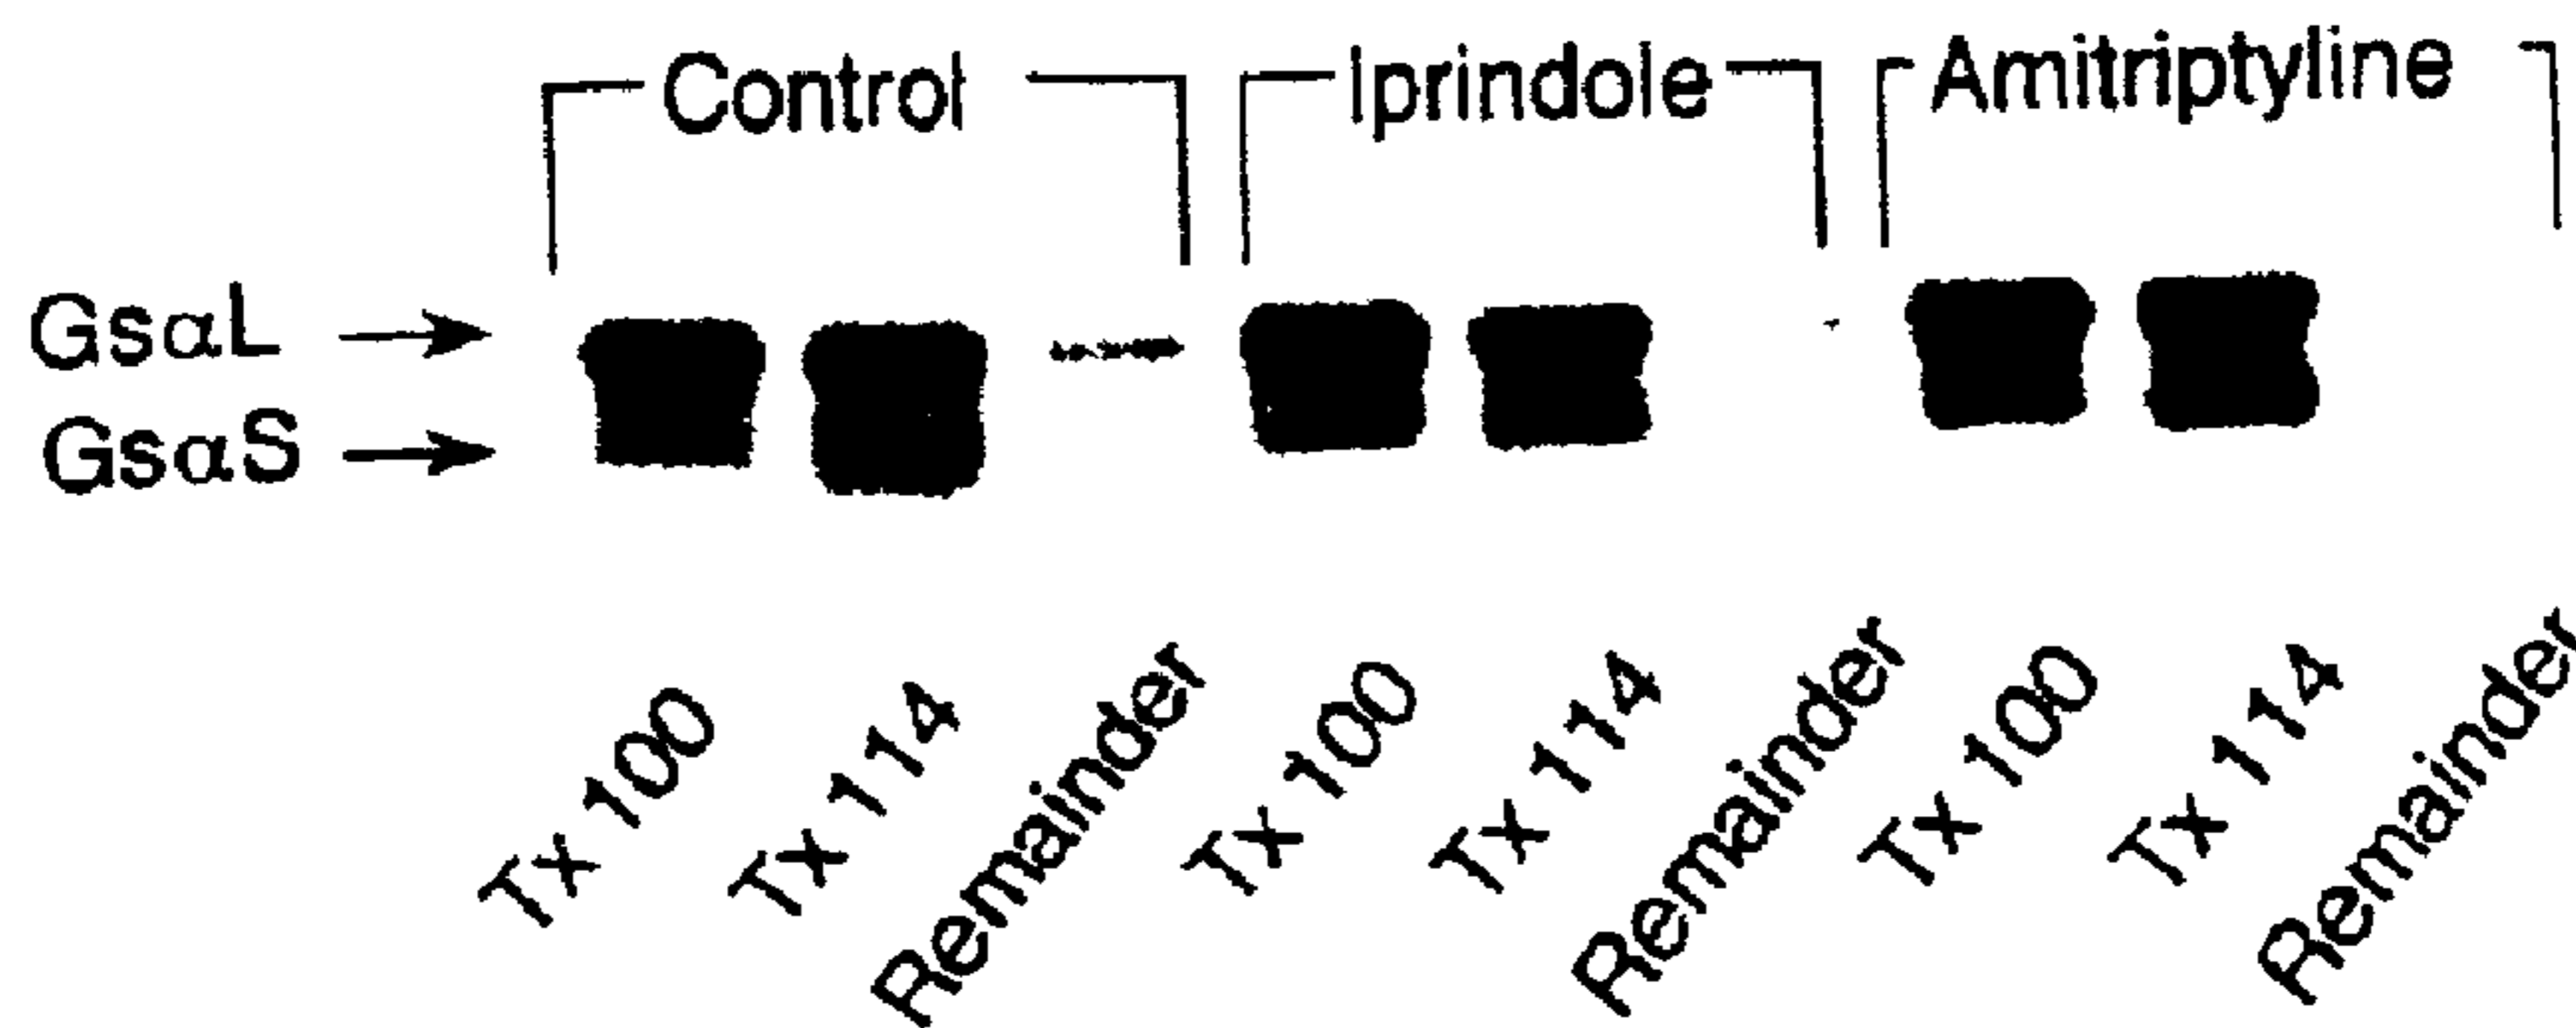 Control Iprindole Amitriptyline
GsαL
GsαS
Tx 100 Tx 114 Remainder Tx 100 Tx 114 Remainder Tx 100 Tx 114 Remainder